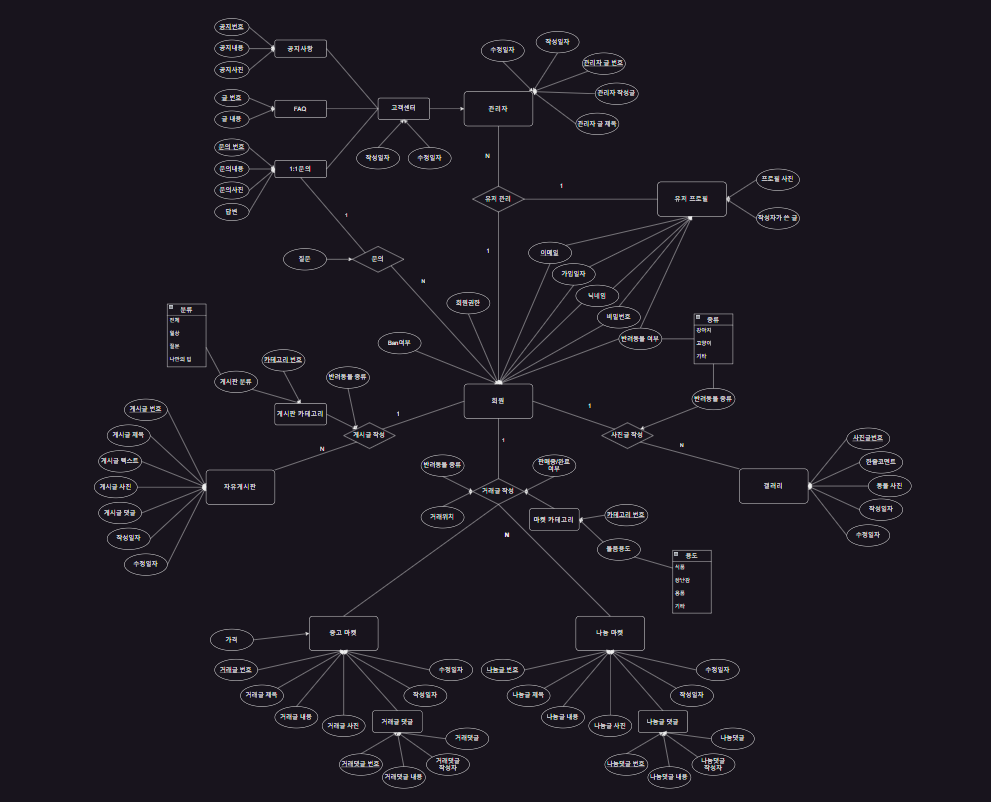 공지번호
공지내용
공지사진
공지사항
글 번호
글 내용
FAQ
문의 번호
문의내용
문의사진
답변
1:1문의
고객센터
작성일자
수정일자
관리자
수정일자
작성일자
관리자 글 번호
관리자 작성글
관리자 글 제목
N
유저 관리
1
유저 프로필
프로필 사진
작성자가 쓴 글
1
1
질문
문의
N
이메일
가입일자
닉네임
비밀번호
반려동물 여부
회원권한
Ban여부
회원
종류
강아지
고양이
기타
반려동물 종류
분류
전체
일상
질문
나만의 팁
게시판 분류
카테고리 번호
게시판 카테고리
반려동물 종류
게시글 작성
1
N
게시글 번호
게시글 제목
게시글 텍스트
게시글 사진
게시글 댓글
작성일자
수정일자
자유게시판
1
사진글 작성
N
갤러리
사진글번호
한줄코멘트
동물 사진
작성일자
수정일자
1
반려동물 종류
판매중/완료
여부
거래글 작성
거래위치
마켓 카테고리
카테고리 번호
물품용도
용도
식품
장난감
용품
기타
N
중고 마켓
가격
거래글 번호
거래글 제목
거래글 내용
거래글 사진
거래글 댓글
작성일자
수정일자
거래댓글
거래댓글 번호
거래댓글 내용
거래댓글
작성자
나눔 마켓
나눔글 번호
나눔글 제목
나눔글 내용
나눔글 사진
나눔글 댓글
작성일자
수정일자
나눔댓글
나눔댓글 번호
나눔댓글 내용
나눔댓글
작성자